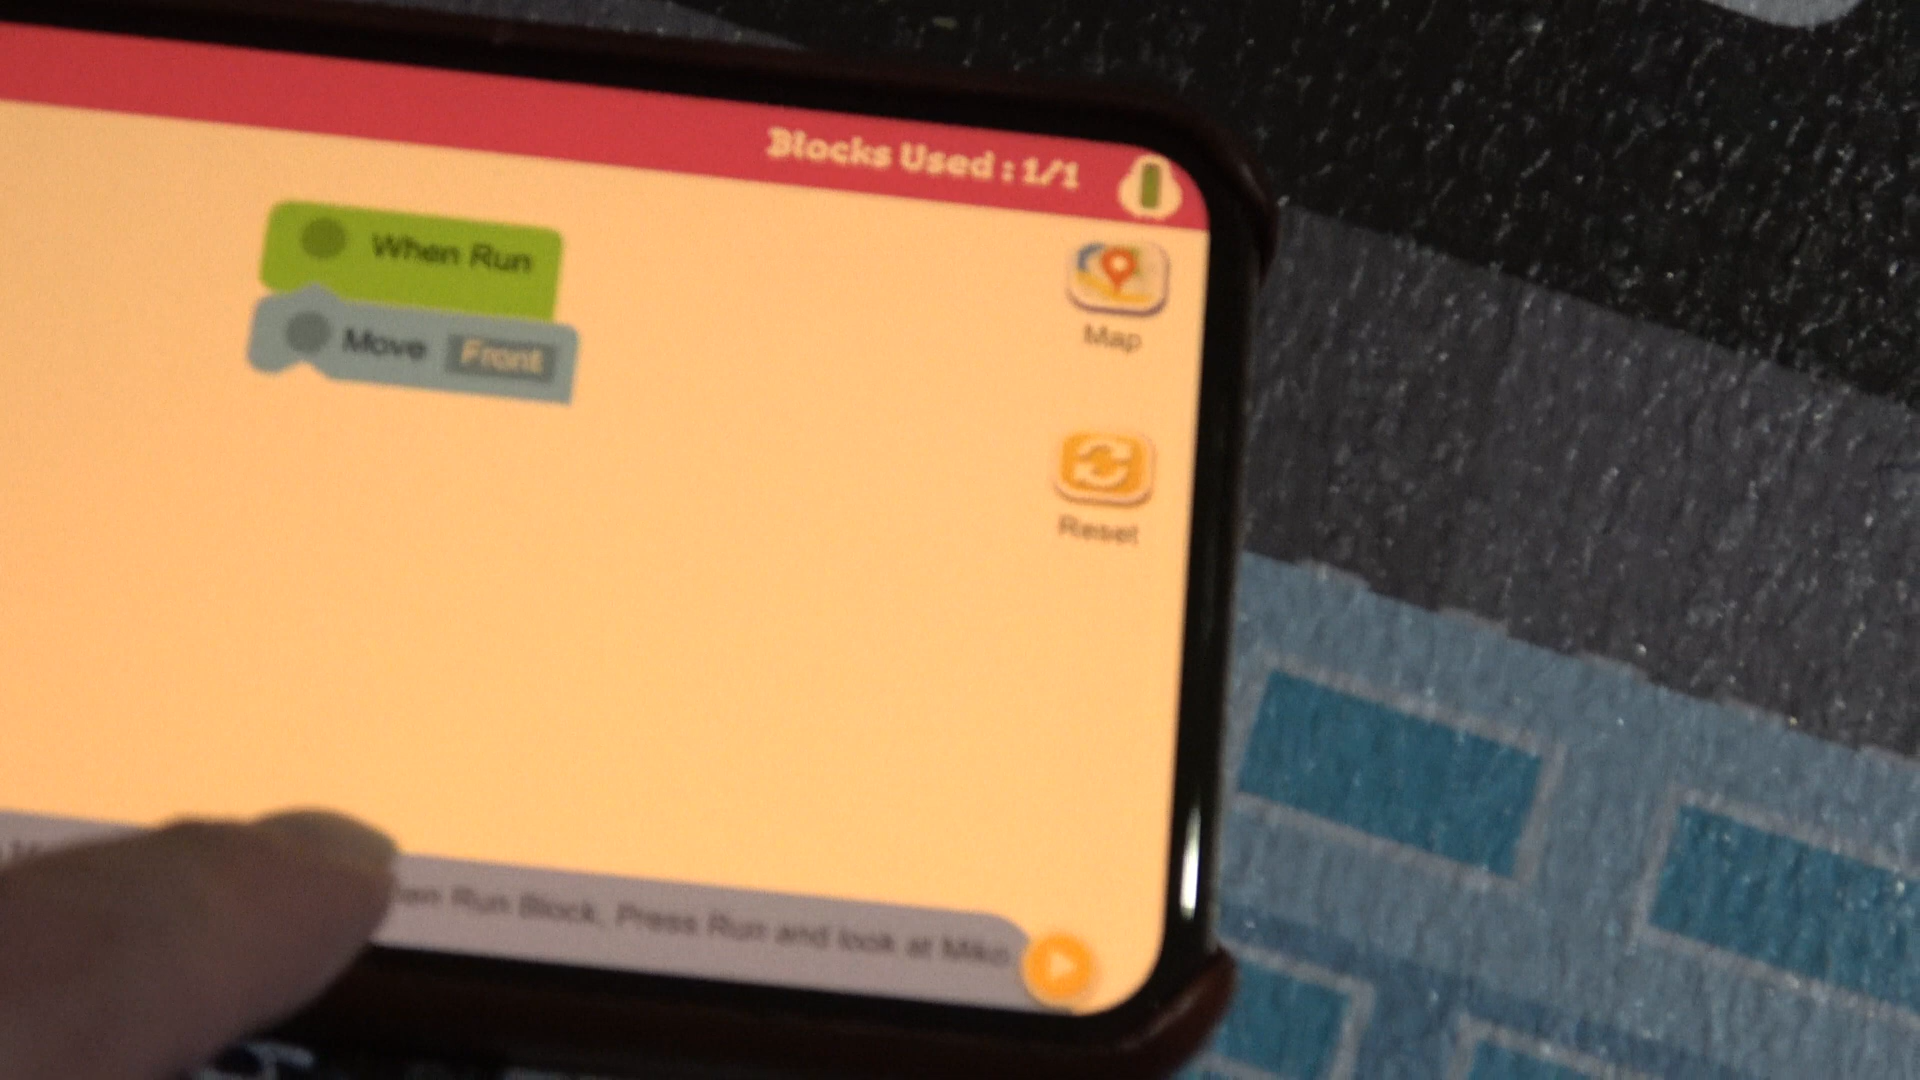 Blocks Used : 1/1
When Run
Move Front
Map
Reset
Run Block, Press Run and look at Miko